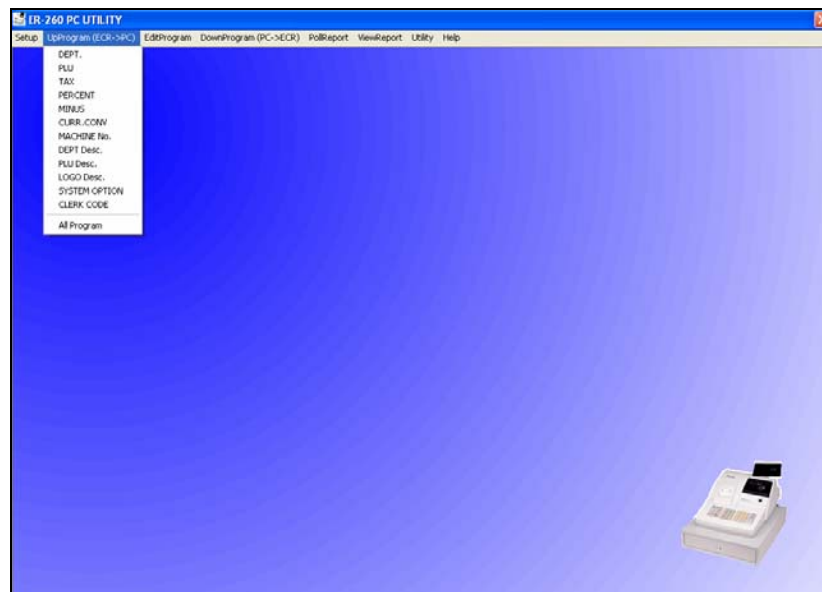 ER-260 PC UTILITY
Setup UpProgram (ECR->PC) EditProgram DownProgram (PC->ECR) PollReport ViewReport Utility Help
DEPT.
PLU
TAX
PERCENT
MINUS
CURR.CONV
MACHINE No.
DEPT Desc.
PLU Desc.
LOGO Desc.
SYSTEM OPTION
CLERK CODE
All Program